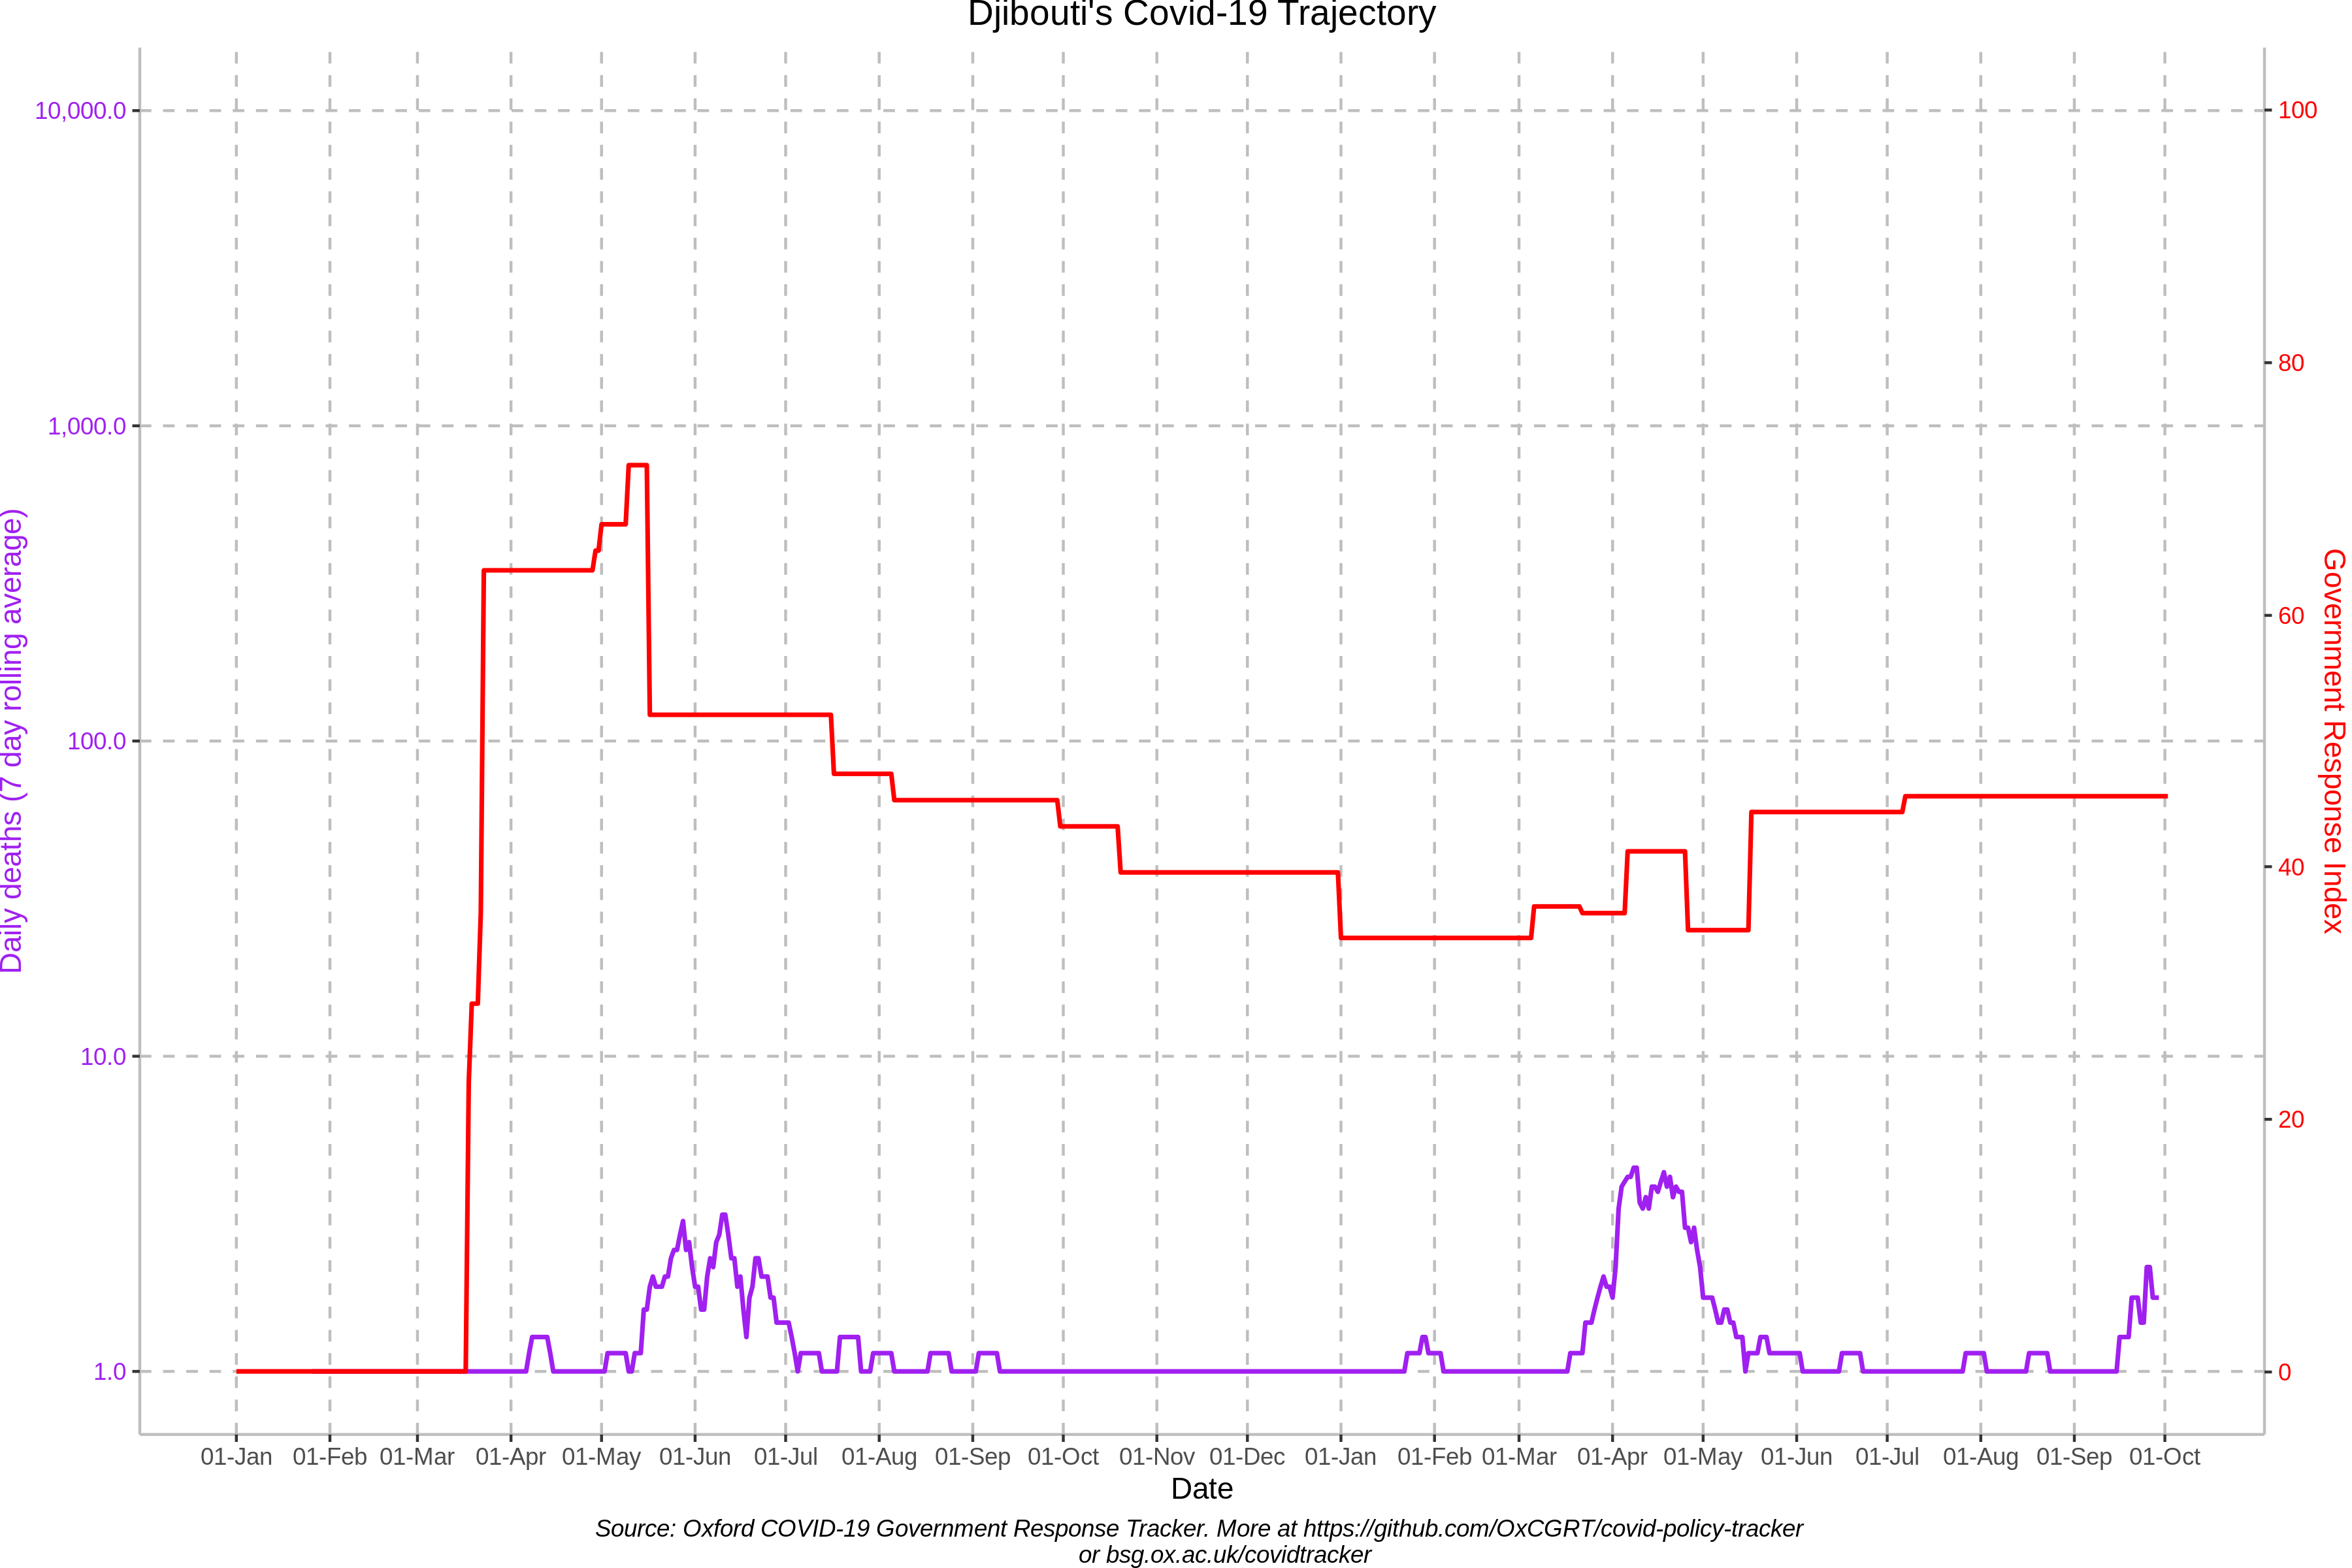 Djibouti's Covid-19 Trajectory
10,000.0
1,000.0
100.0
10.0
1.0
Daily deaths (7 day rolling average)
100
80
60
40
20
0
Government Response Index
01-Jan 01-Feb 01-Mar 01-Apr 01-May 01-Jun 01-Jul 01-Aug 01-Sep 01-Oct 01-Nov 01-Dec 01-Jan 01-Feb 01-Mar 01-Apr 01-May 01-Jun 01-Jul 01-Aug 01-Sep 01-Oct
Date
Source: Oxford COVID-19 Government Response Tracker. More at https://github.com/OxCGRT/covid-policy-tracker
or bsg.ox.ac.uk/covidtracker